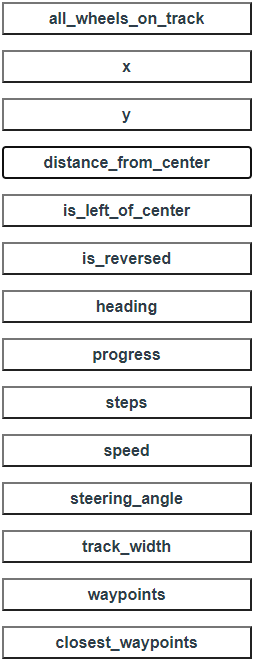 all_wheels_on_track
x
y
distance_from_center
is_left_of_center
is_reversed
heading
progress
steps
speed
steering_angle
track_width
waypoints
closest_waypoints